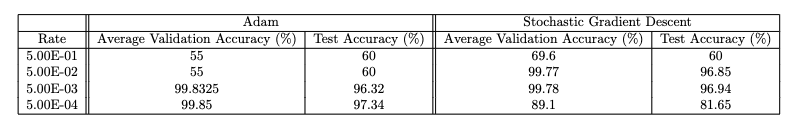 Adam Stochastic Gradient Descent
Rate Average Validation Accuracy (%) Test Accuracy (%) Average Validation Accuracy (%) Test Accuracy (%)
5.00E-01 55 60 69.6 60
5.00E-02 55 60 99.77 96.85
5.00E-03 99.8325 96.32 99.78 96.94
5.00E-04 99.85 97.34 89.1 81.65